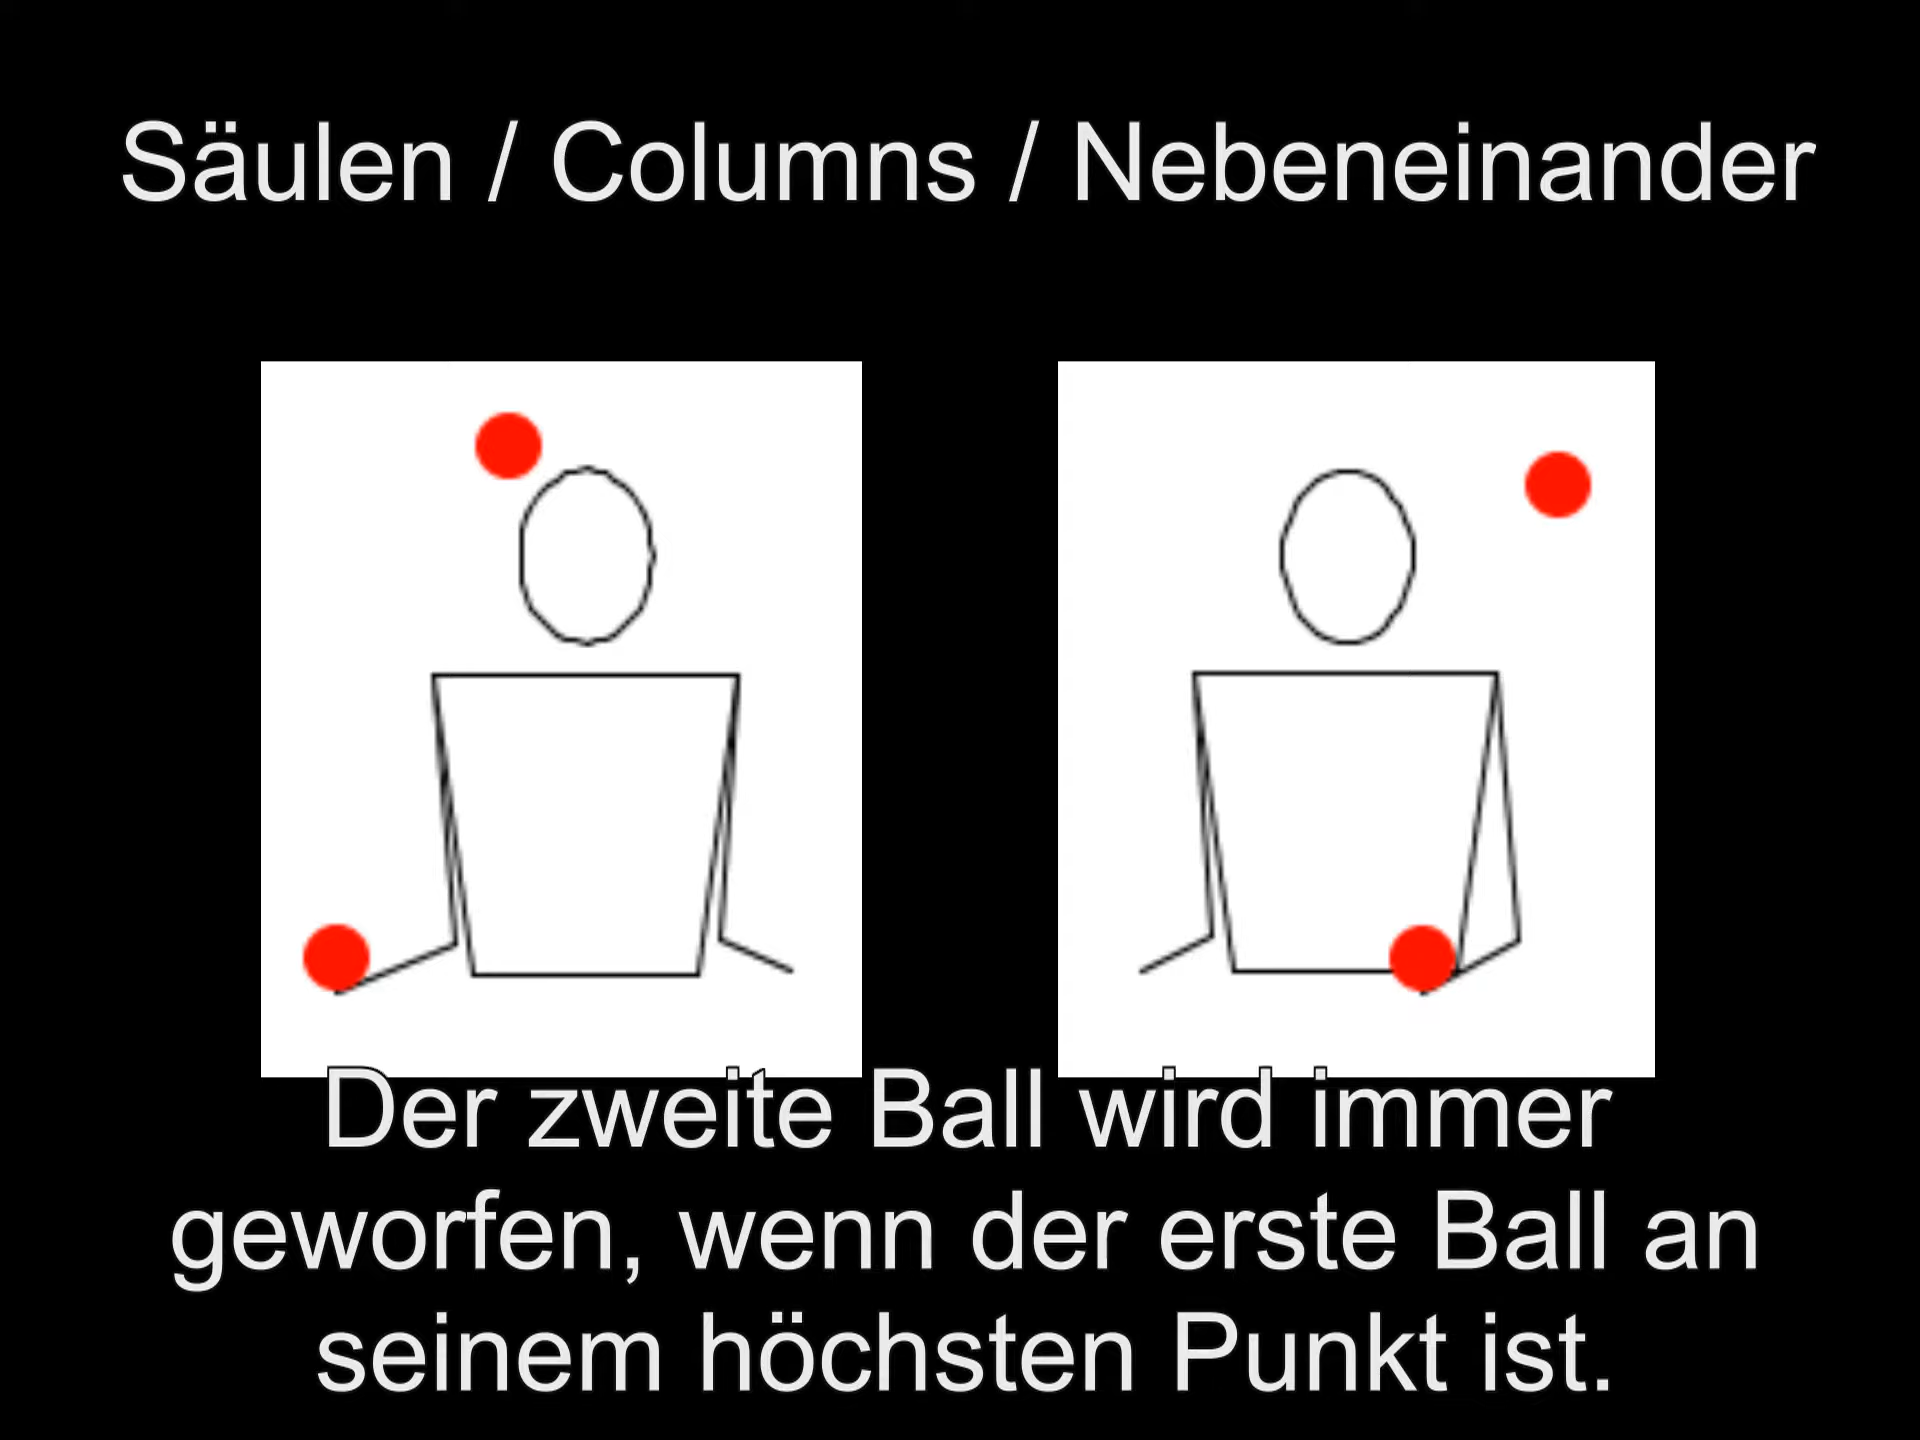 Säulen / Columns / Nebeneinander
Der zweite Ball wird immer
geworfen, wenn der erste Ball an
seinem höchsten Punkt ist.